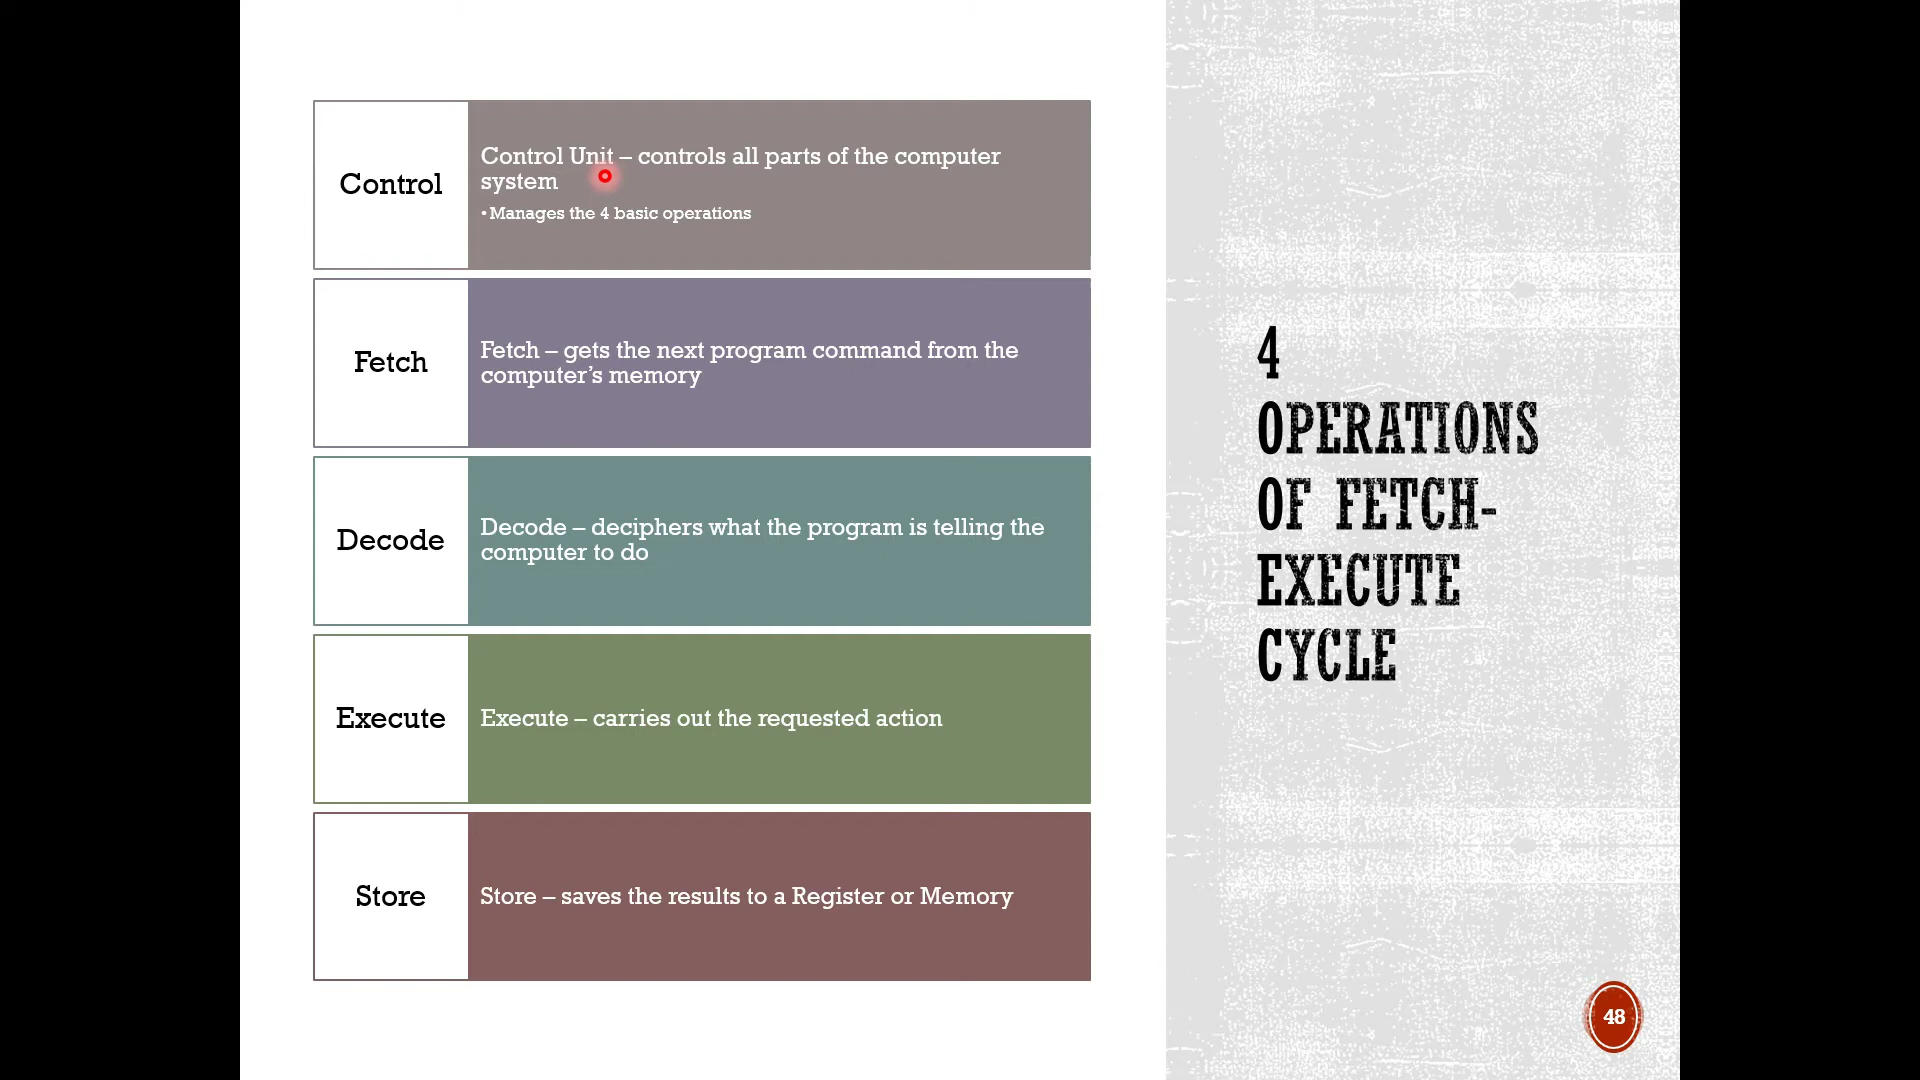 Control
Control Unit – controls all parts of the computer
system
• Manages the 4 basic operations
Fetch
Fetch – gets the next program command from the
computer’s memory
Decode
Decode – deciphers what the program is telling the
computer to do
Execute
Execute – carries out the requested action
Store
Store – saves the results to a Register or Memory
4
OPERATIONS
OF FETCH-
EXECUTE
CYCLE
48